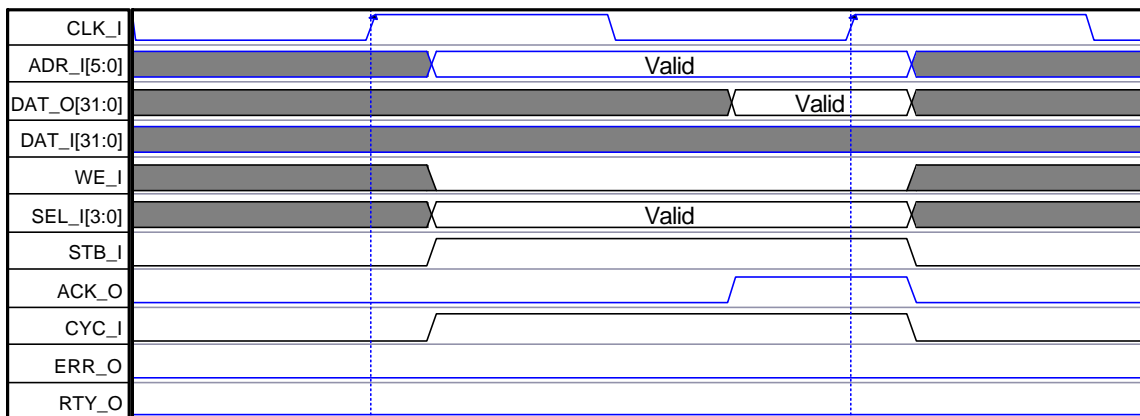 CLK_I
ADR_I[5:0] Valid
DAT_O[31:0] Valid
DAT_I[31:0]
WE_I
SEL_I[3:0] Valid
STB_I
ACK_O
CYC_I
ERR_O
RTY_O